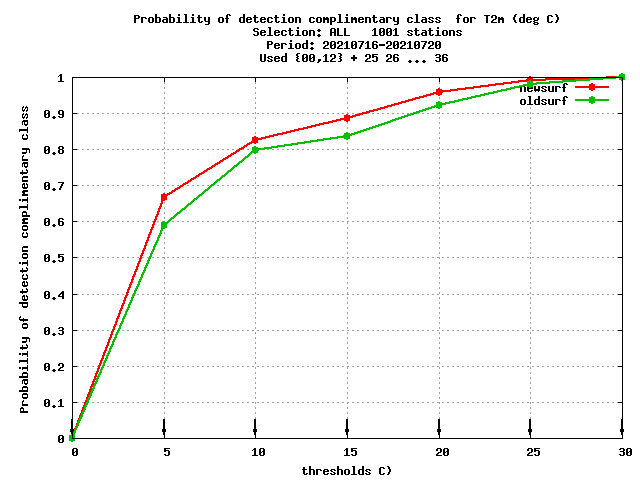 Probability of detection complimentary class  for T2m (deg C)
Selection: ALL   1001 stations
Period: 20210716-20210720
Used {00,12} + 25 26 ... 36
Probability of detection complimentary class
1
0.9
0.8
0.7
0.6
0.5
0.4
0.3
0.2
0.1
0
newsurf
oldsurf
0 5 10 15 20 25 30
thresholds C)